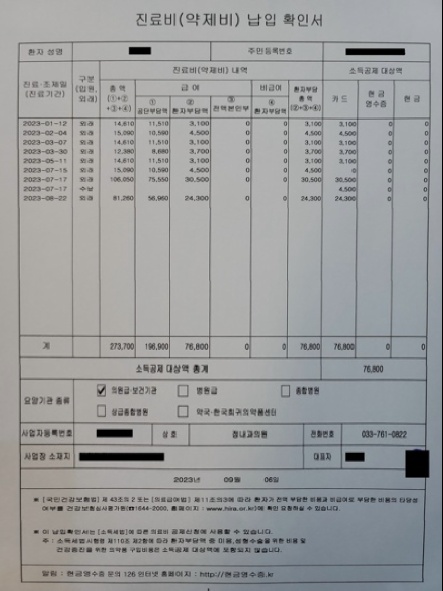 진료비(약제비) 납입 확인서
환자 성명 주민등록번호
진료·조제일 (진료기간) 구분 (입원, 외래) 진료비(약제비) 내역 소득공제 대상액
총 액 (①+② +③+④) 급 여 비급여 환자부담 총 액 (②+③+④) 카 드 현 금 영수증 현 금
① 공단부담액 ② 환자부담액 ③ 전액본인부 ④ 환자부담액
2023-01-12 외래 14,610 11,510 3,100 0 0 3,100 3,100 0 0
2023-02-04 외래 15,090 10,590 4,500 0 0 4,500 4,500 0 0
2023-03-07 외래 14,610 11,510 3,100 0 0 3,100 3,100 0 0
2023-03-30 외래 12,380 8,680 3,700 0 0 3,700 3,700 0 0
2023-05-11 외래 14,610 11,510 3,100 0 0 3,100 3,100 0 0
2023-07-15 외래 15,090 10,590 4,500 0 0 4,500 0 0 0
2023-07-17 외래 106,050 75,550 30,500 0 0 30,500 30,500 0 0
2023-07-17 수납 4,500 0 0
2023-08-22 외래 81,260 56,960 24,300 0 0 24,300 24,300 0 0
계 273,700 196,900 76,800 0 0 76,800 76,800 0 0
소득공제 대상액 총계 76,800
요양기관 종류 의원급·보건기관 병원급 종합병원
상급종합병원 약국·한국희귀의약품센터
사업자등록번호 상 호 정내과의원 전화번호 033-761-0822
사업장 소재지 대표자
2023년 09월 06일
※ [국민건강보험법] 제 43조의 2 또는 [의료급여법] 제11조의3에 따라 환자가 전액 부담한 비용과 비급여로 부담한 비용의 타당성
여부를 건강보험심사평가원(☎1644-2000, 홈페이지 : www.hira.or.kr)에 확인 요청하실 수 있습니다.
※ 이 납입확인서는 [소득세법]에 따른 의료비 공제신청에 사용할 수 있습니다.
주 : 소득세법시행령 제110조 제2항에 따라 환자부담액 중 미용,성형수술을 위한 비용 및
건강증진을 위한 의약품 구입비용은 소득공제 대상액에 포함되지 않습니다.
알림 : 현금영수증 문의 126 인터넷 홈페이지 : http://현금영수증.kr